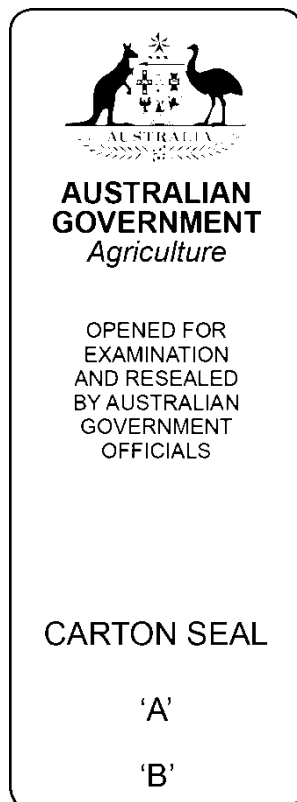 AUSTRALIA
AUSTRALIAN
GOVERNMENT
Agriculture
OPENED FOR
EXAMINATION
AND RESEALED
BY AUSTRALIAN
GOVERNMENT
OFFICIALS
CARTON SEAL
‘A’
‘B’